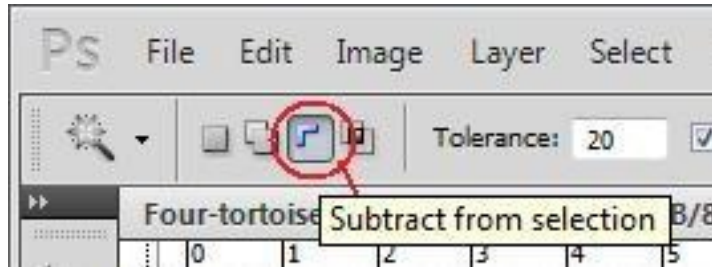 Ps File Edit Image Layer Select
Tolerance: 20
Four-tortoise B/8
Subtract from selection
0 1 2 3 4 5